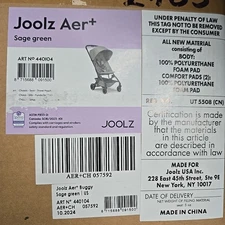 Joolz Aer+
Sage green
ART Nº 440104
8 715688 081500
JOOLZ
AER+CH 057592
Joolz Aer⁺ Buggy
Sage green | US
ART Nº 440104
AER+CH 057592
10.2024
UNDER PENALTY OF LAW
THIS TAG NOT TO BE REMOVED
EXCEPT BY THE CONSUMER
ALL NEW MATERIAL
consisting of
BODY:
100% POLYURETHANE
FOAM PAD
COMFORT PADS (2):
100% POLYURETHANE
FOAM
UT 5508 (CN)
Certification is made
by the manufacturer
that the materials
in this article
are described in
accordance with law
MADE FOR
Joolz USA Inc.
228 East 45th Street, Ste 9E
New York, NY 10017
MADE IN CHINA